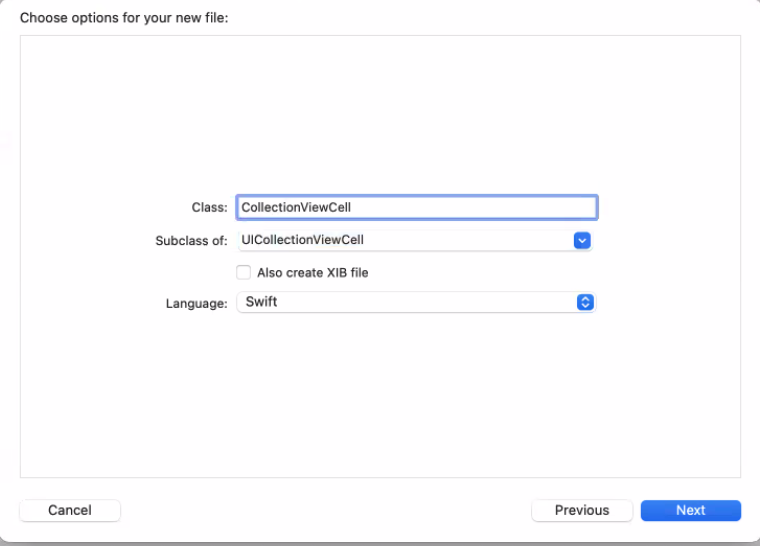 Choose options for your new file:
Class: CollectionViewCell
Subclass of: UICollectionViewCell
Also create XIB file
Language: Swift
Cancel Previous Next